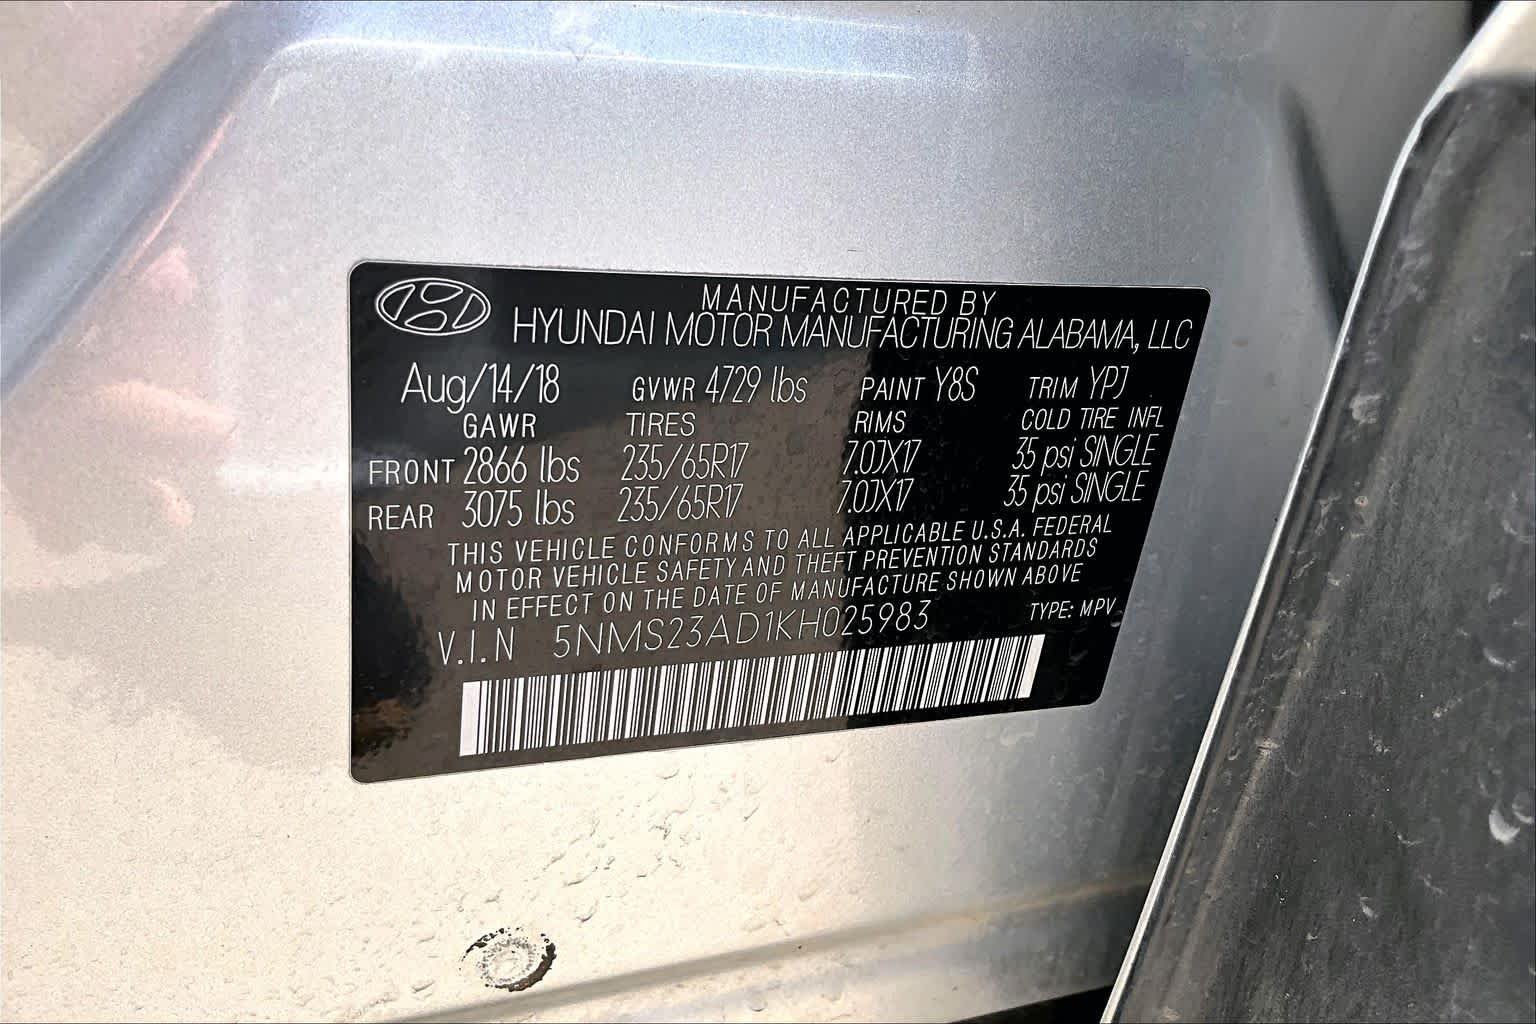 MANUFACTURED BY
HYUNDAI MOTOR MANUFACTURING ALABAMA, LLC
Aug/14/18 GVWR 4729 lbs PAINT Y8S TRIM YPJ
GAWR TIRES RIMS COLD TIRE INFL
FRONT 2866 lbs 235/65R17 7.0JX17 35 psi SINGLE
REAR 3075 lbs 235/65R17 7.0JX17 35 psi SINGLE
THIS VEHICLE CONFORMS TO ALL APPLICABLE U.S.A. FEDERAL
MOTOR VEHICLE SAFETY AND THEFT PREVENTION STANDARDS
IN EFFECT ON THE DATE OF MANUFACTURE SHOWN ABOVE
V.I.N 5NMS23AD1KH025983 TYPE: MPV